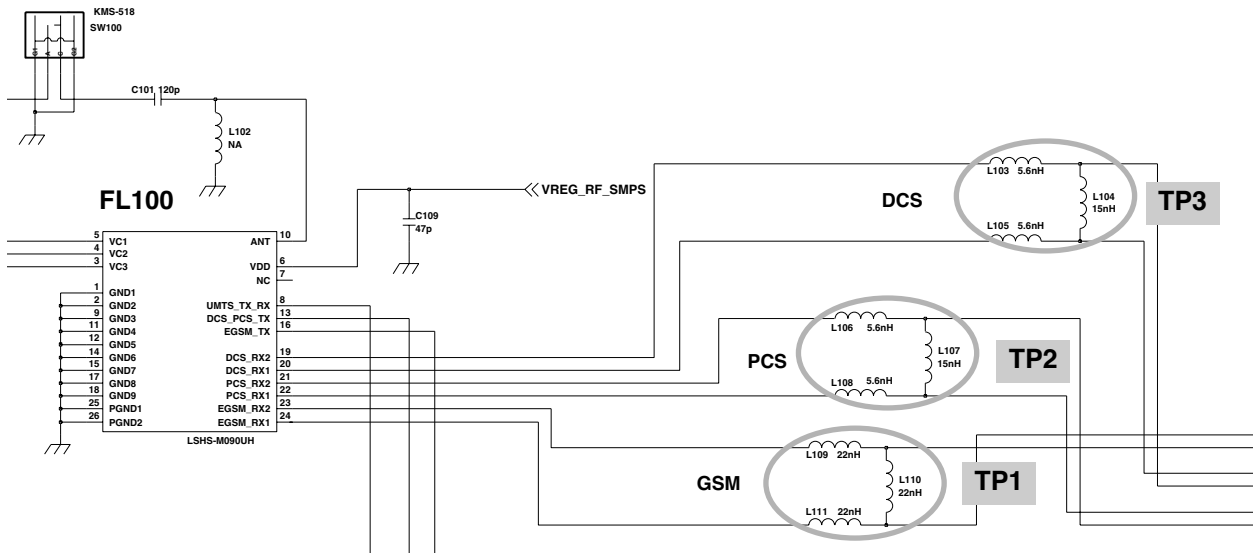 KMS-518
SW100
G1 A C G2
C101 120p
L102
NA
FL100
VREG_RF_SMPS
C109
47p
5 VC1
4 VC2
3 VC3
1 GND1
2 GND2
9 GND3
11 GND4
12 GND5
14 GND6
15 GND7
17 GND8
18 GND9
25 PGND1
26 PGND2
ANT 10
VDD 6
NC 7
UMTS_TX_RX 8
DCS_PCS_TX 13
EGSM_TX 16
DCS_RX2 19
DCS_RX1 20
PCS_RX2 21
PCS_RX1 22
EGSM_RX2 23
EGSM_RX1 24
LSHS-M090UH
DCS
L103 5.6nH
L104
15nH
L105 5.6nH
TP3
PCS
L106 5.6nH
L107
15nH
L108 5.6nH
TP2
GSM
L109 22nH
L110
22nH
L111 22nH
TP1